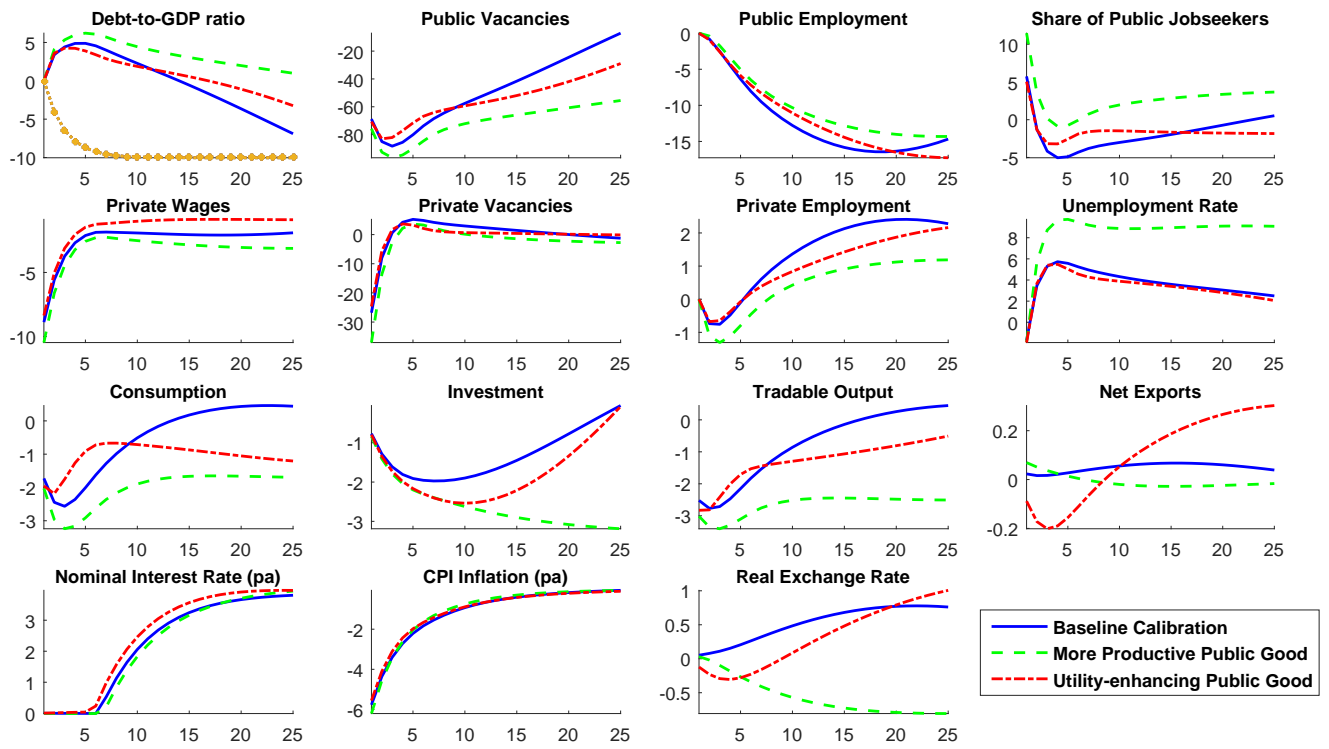 Debt-to-GDP ratio
5
0
-5
-10
5 10 15 20 25
Public Vacancies
-20
-40
-60
-80
5 10 15 20 25
Public Employment
0
-5
-10
-15
5 10 15 20 25
Share of Public Jobseekers
10
5
0
-5
5 10 15 20 25
Private Wages
-5
-10
5 10 15 20 25
Private Vacancies
0
-10
-20
-30
5 10 15 20 25
Private Employment
2
1
0
-1
5 10 15 20 25
Unemployment Rate
8
6
4
2
0
5 10 15 20 25
Consumption
0
-1
-2
-3
5 10 15 20 25
Investment
-1
-2
-3
5 10 15 20 25
Tradable Output
0
-1
-2
-3
5 10 15 20 25
Net Exports
0.2
0
-0.2
5 10 15 20 25
Nominal Interest Rate (pa)
3
2
1
0
5 10 15 20 25
CPI Inflation (pa)
-2
-4
-6
5 10 15 20 25
Real Exchange Rate
1
0.5
0
-0.5
5 10 15 20 25
Baseline Calibration
More Productive Public Good
Utility-enhancing Public Good